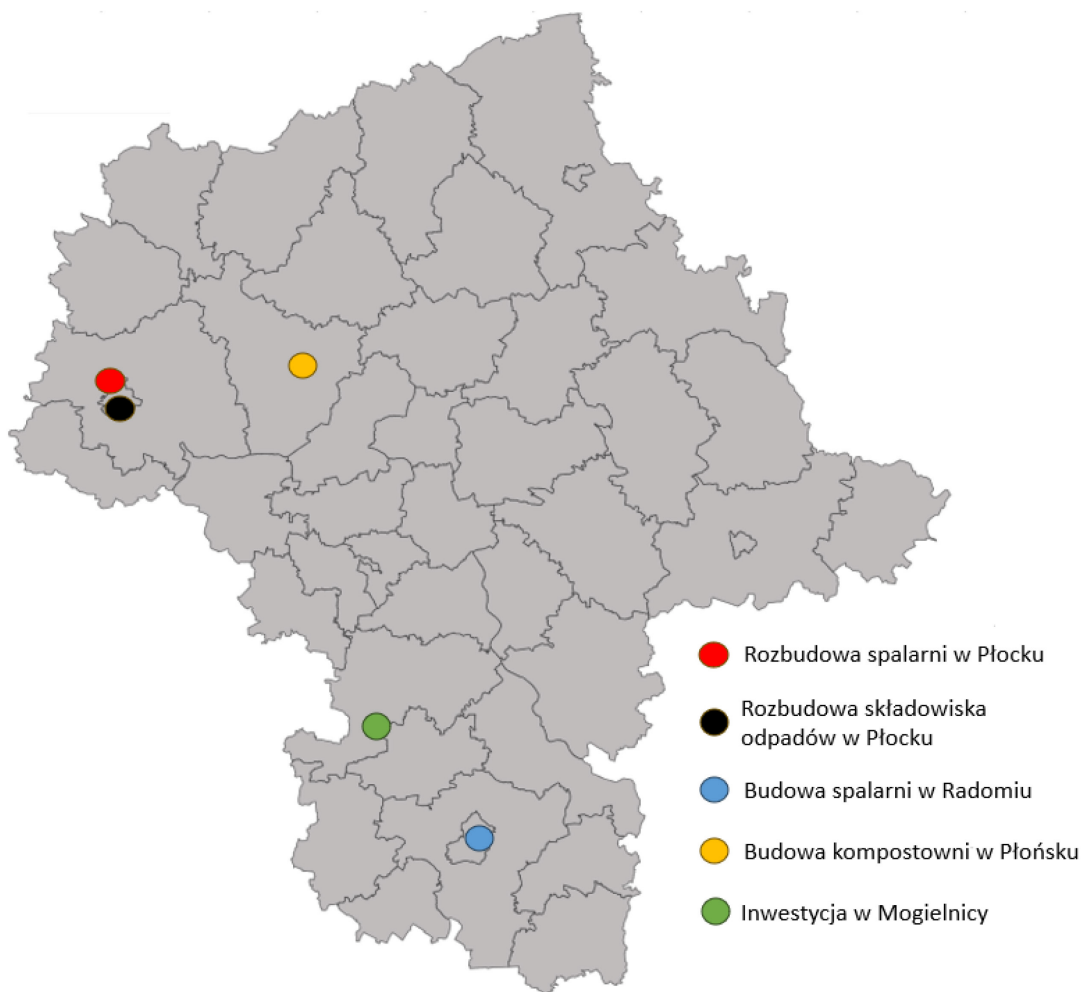 Rozbudowa spalarni w Płocku
Rozbudowa składowiska
odpadów w Płocku
Budowa spalarni w Radomiu
Budowa kompostowni w Płońsku
Inwestycja w Mogielnicy